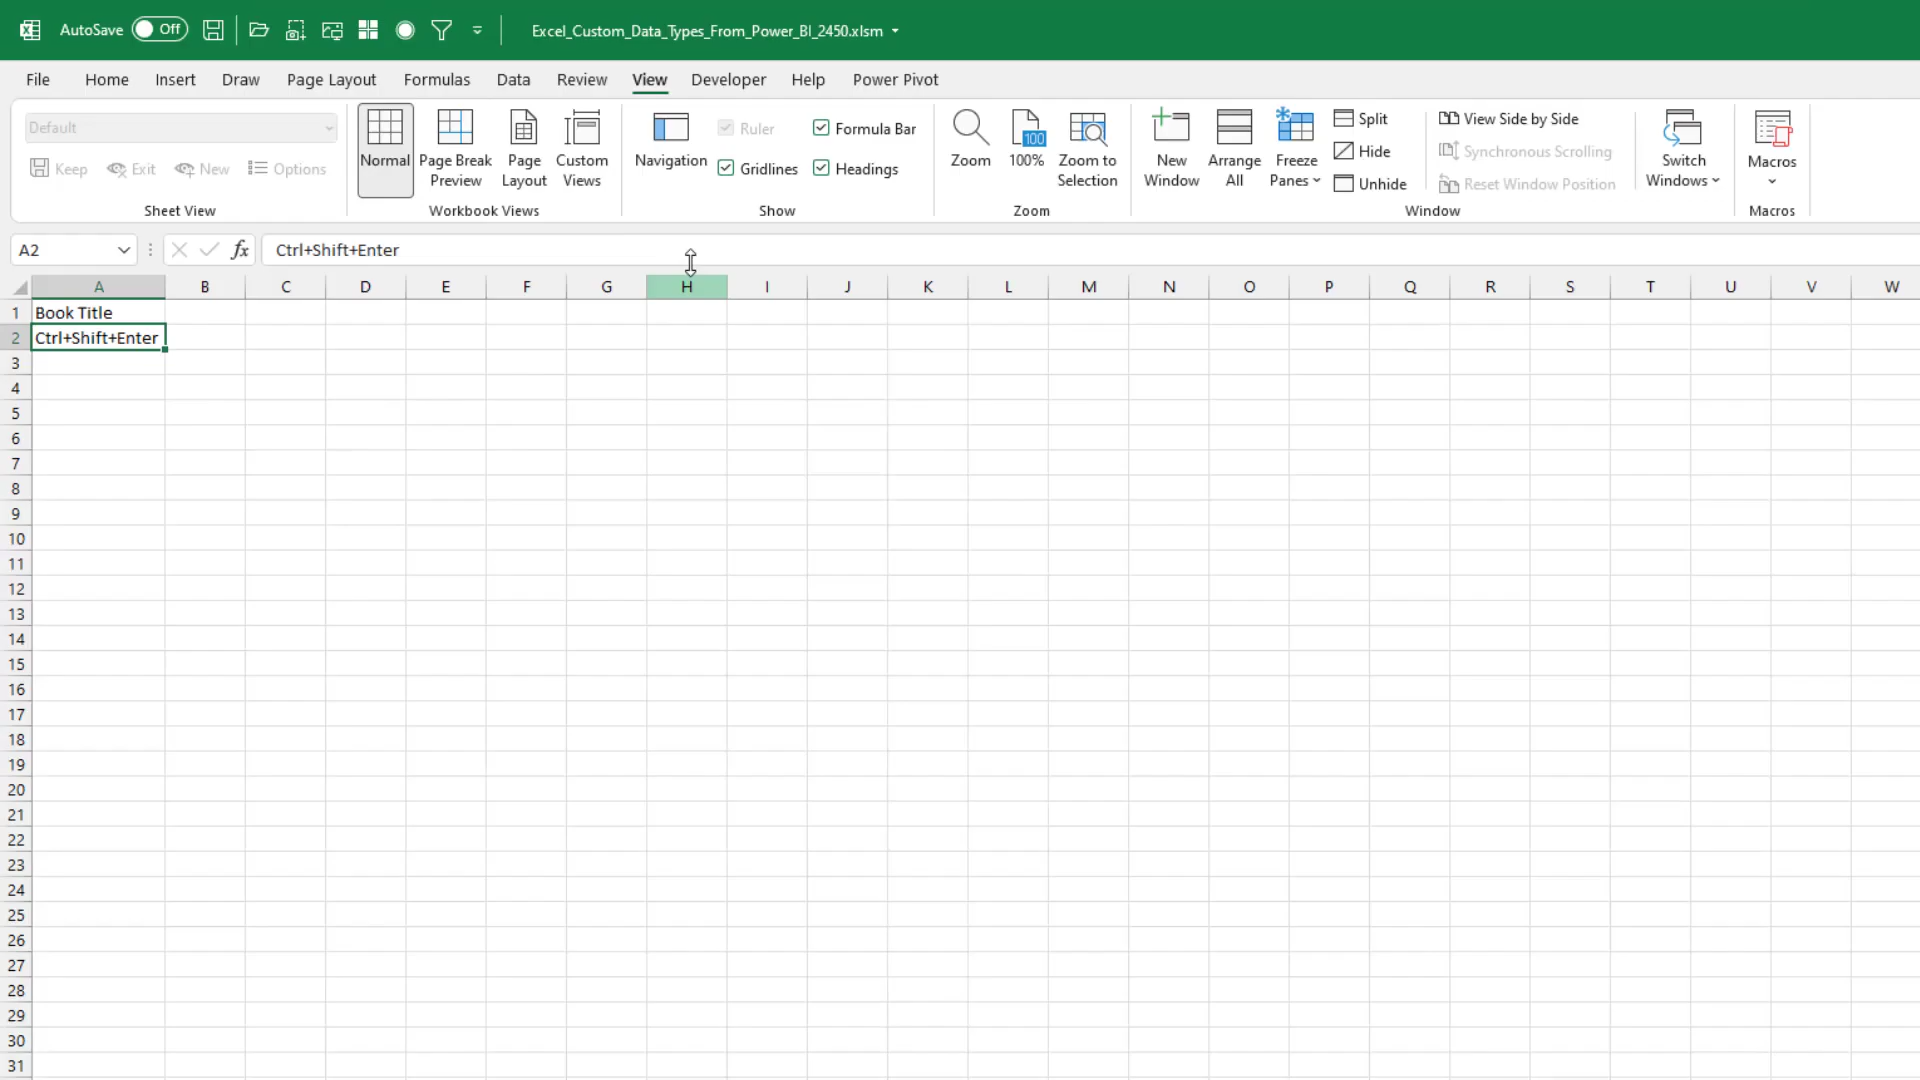 AutoSave Off Excel_Custom_Data_Types_From_Power_BI_2450.xlsm
File Home Insert Draw Page Layout Formulas Data Review View Developer Help Power Pivot
Default
Keep Exit New Options
Sheet View
Normal
Page Break Preview
Page Layout
Custom Views
Workbook Views
Navigation
Ruler
Formula Bar
Gridlines
Headings
Show
Zoom
100
100%
Zoom to Selection
Zoom
New Window
Arrange All
Freeze Panes
Split
Hide
Unhide
View Side by Side
Synchronous Scrolling
Reset Window Position
Switch Windows
Window
Macros
Macros
A2 fx Ctrl+Shift+Enter
A B C D E F G H I J K L M N O P Q R S T U V W
1 Book Title
2 Ctrl+Shift+Enter
3
4
5
6
7
8
9
10
11
12
13
14
15
16
17
18
19
20
21
22
23
24
25
26
27
28
29
30
31